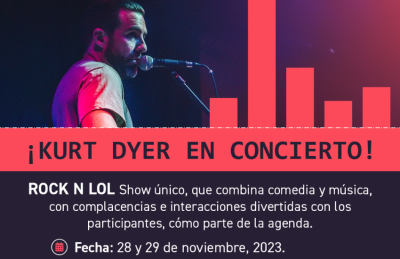 ¡KURT DYER EN CONCIERTO!
ROCK N LOL Show único, que combina comedia y música,
con complacencias e interacciones divertidas con los
participantes, cómo parte de la agenda.
Fecha: 28 y 29 de noviembre, 2023.